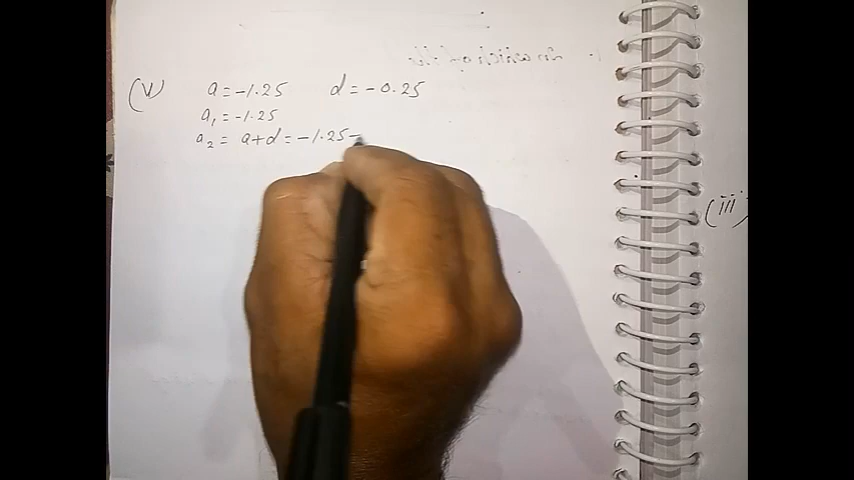 (v) a = -1.25 d = -0.25
a₁ = -1.25
a₂ = a+d = -1.25-
(iii)